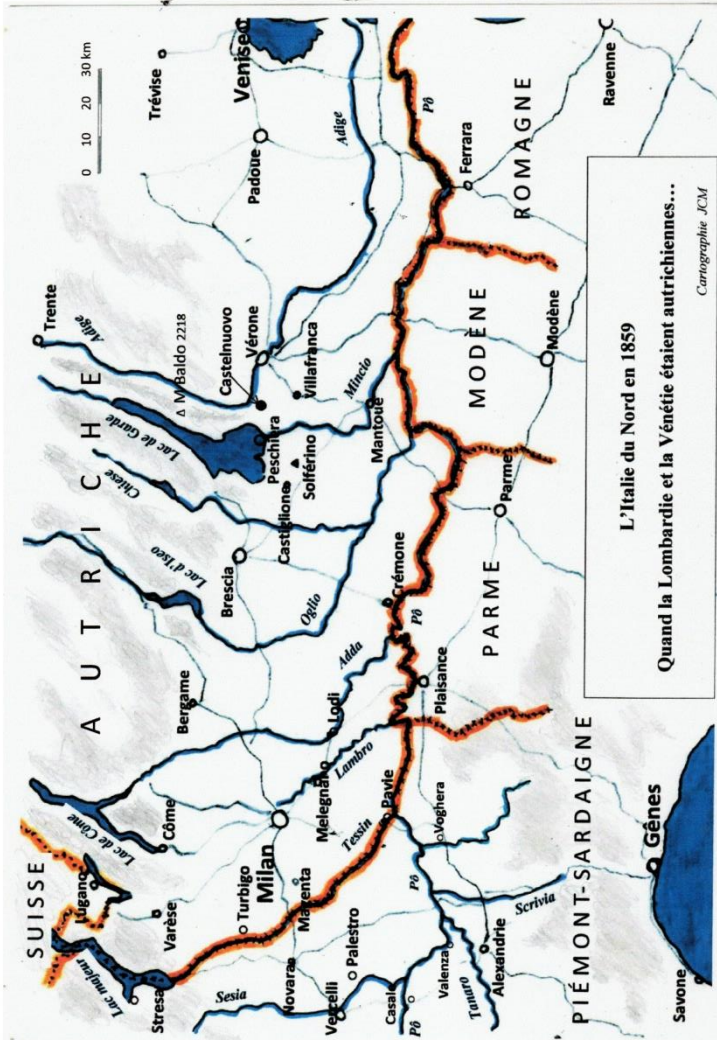 SUISSE
AUTRICHE
Trente
Adige
30 km
20
10
0
Lac majeur
Lugano
Lac de Côme
Lac d'Iseo
Chiese
Lac de Garde
M Baldo 2218
Trévise
Stresa
Varèse
Côme
Bergame
Brescia
Castelnuovo
Vérone
Padoue
Venise
Turbigo
Milan
Peschiera
Castiglione
Solférino
Villafranca
Adige
Sesia
Novara
Magenta
Melegnano
Lodi
Adda
Oglio
Mincio
Mantoue
Vercelli
Palestro
Tessin
Lambro
Pavie
Crémone
Casale
Pô
Pô
Pô
Pô
Valenza
Voghera
Plaisance
Ferrara
Tanaro
Alexandrie
PARME
Parme
MODÈNE
Modène
ROMAGNE
Scrivia
PIÉMONT-SARDAIGNE
Ravenne
Savone
Gênes
L'Italie du Nord en 1859
Quand la Lombardie et la Vénétie étaient autrichiennes...
Cartographie JCM